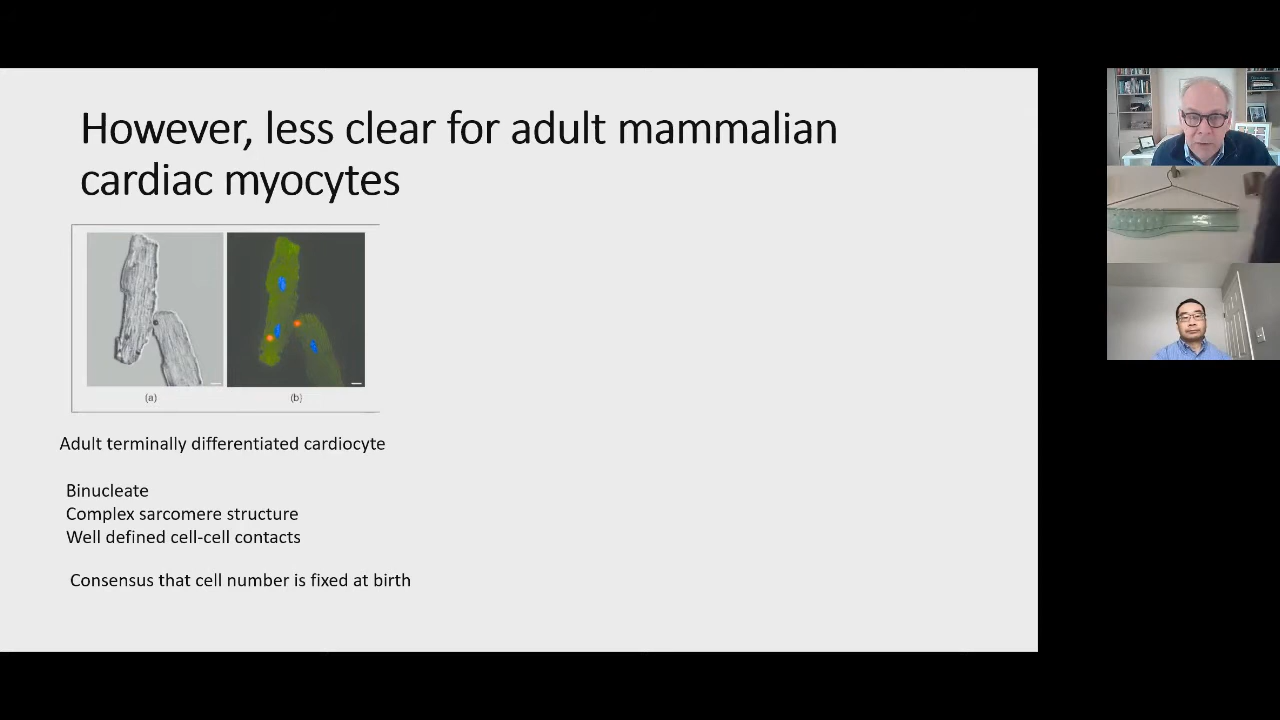 However, less clear for adult mammalian
cardiac myocytes
(a)
(b)
Adult terminally differentiated cardiocyte
Binucleate
Complex sarcomere structure
Well defined cell-cell contacts
Consensus that cell number is fixed at birth